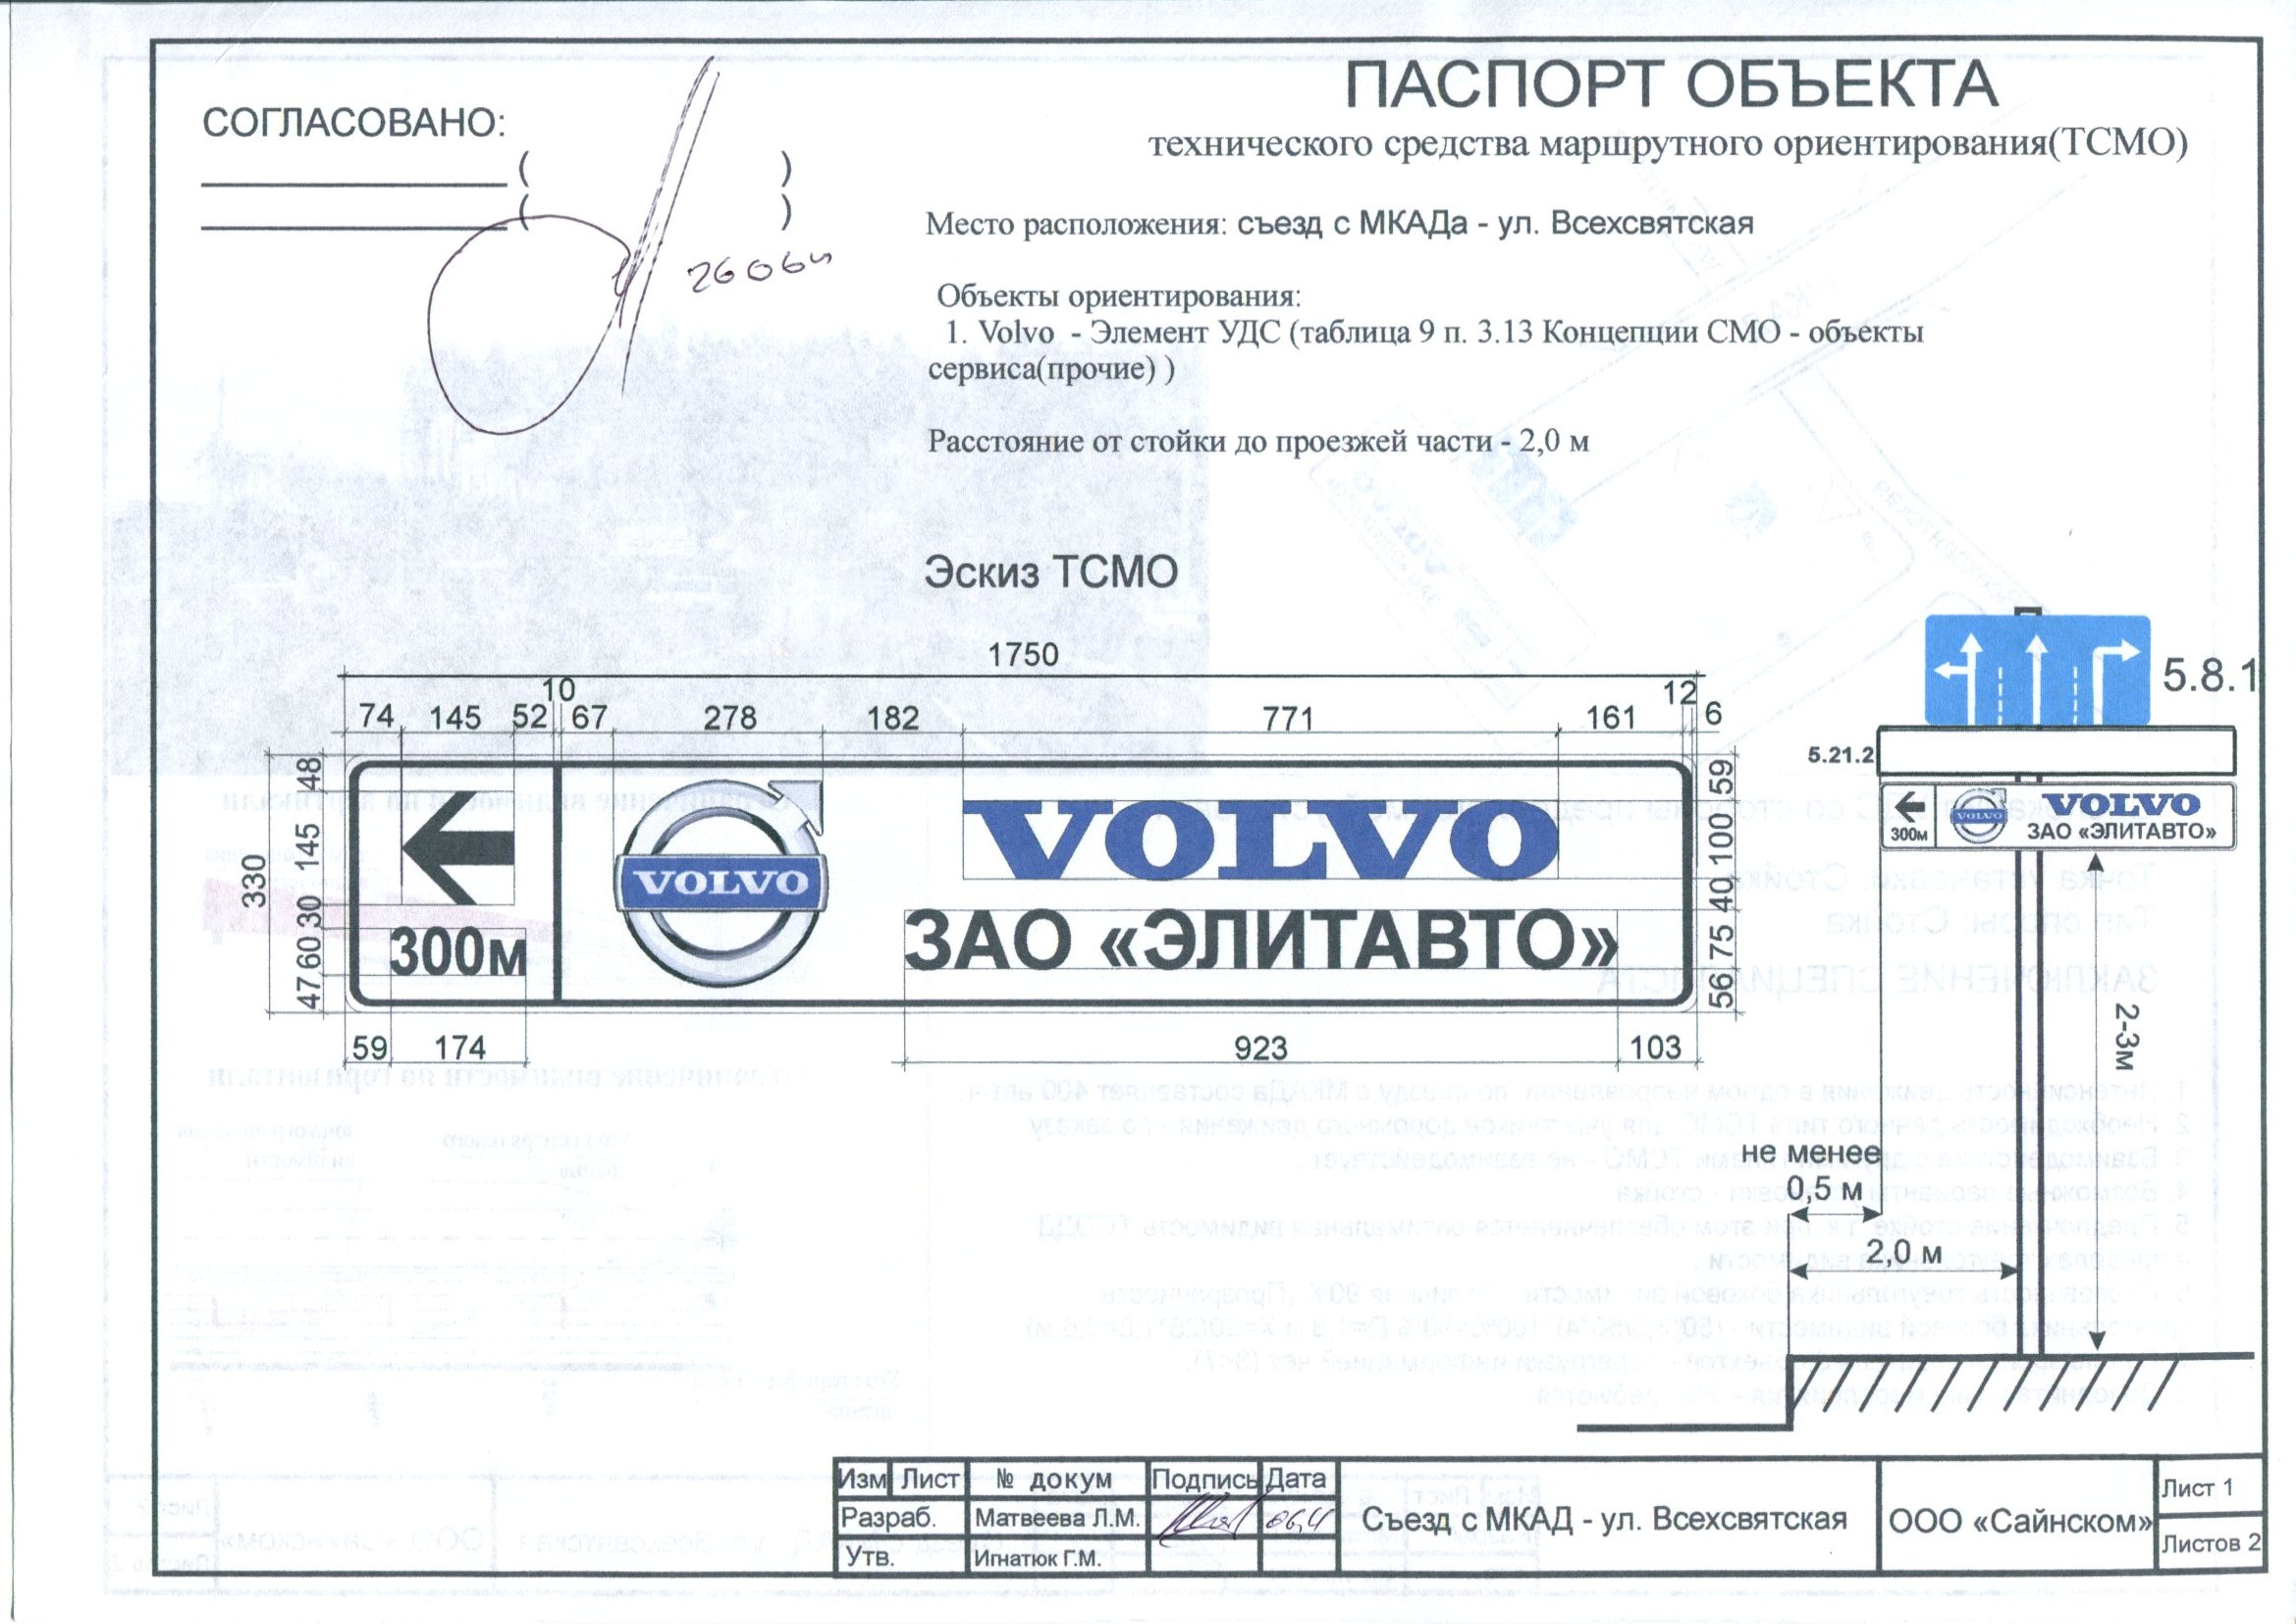 ПАСПОРТ ОБЪЕКТА
технического средства маршрутного ориентирования(ТСМО)
СОГЛАСОВАНО:
( )
( )
Место расположения: съезд с МКАДа - ул. Всехсвятская
Объекты ориентирования:
1. Volvo - Элемент УДС (таблица 9 п. 3.13 Концепции СМО - объекты
сервиса(прочие) )
Расстояние от стойки до проезжей части - 2,0 м
Эскиз ТСМО
1750
74 145 52 10 67 278 182 771 161 12 6
330
48 145 30 60 47
300м
VOLVO
VOLVO
ЗАО «ЭЛИТАВТО»
59 100 40 75 56
59 174 923 103
5.8.1
5.21.2
300м
VOLVO
VOLVO
ЗАО «ЭЛИТАВТО»
2-3м
не менее
0,5 м
2,0 м
Изм Лист № докум Подпись Дата
Разраб. Матвеева Л.М.
Утв. Игнатюк Г.М.
Съезд с МКАД - ул. Всехсвятская
ООО «Сайнском»
Лист 1
Листов 2